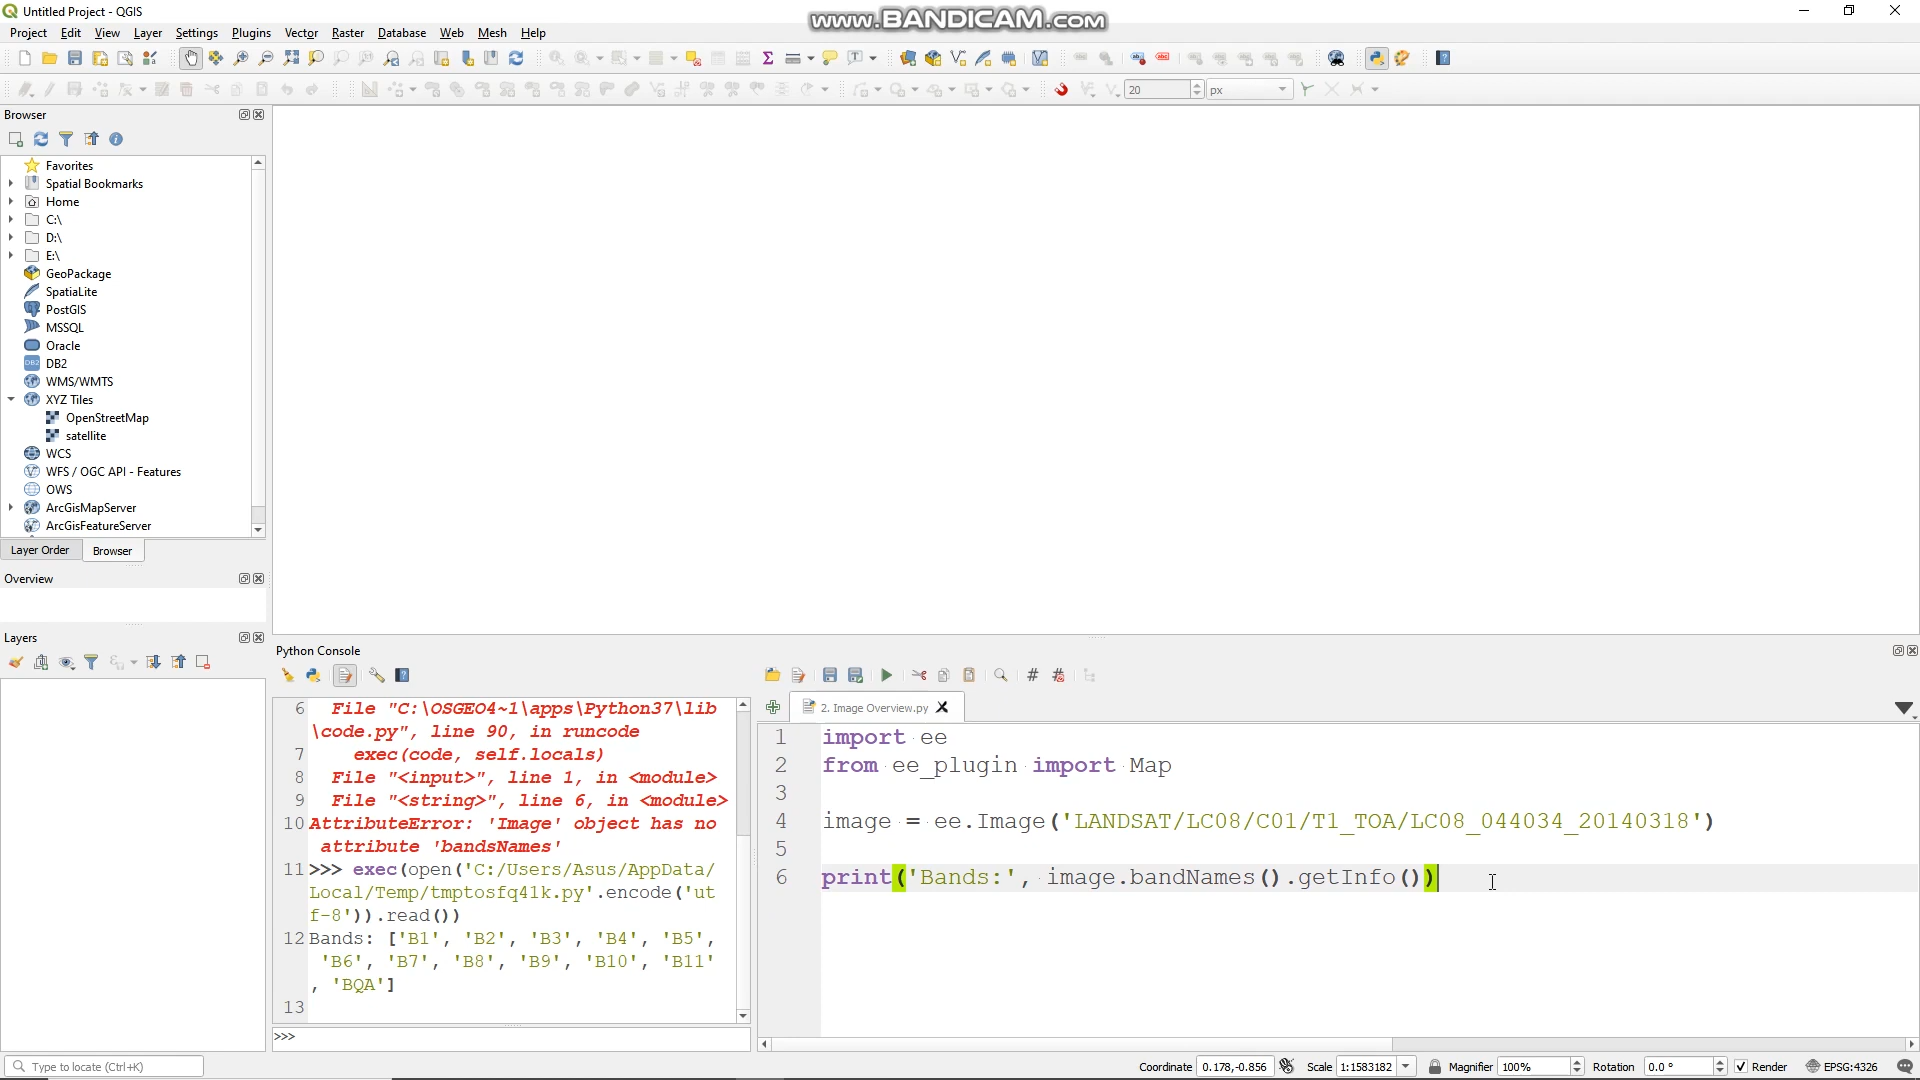 Untitled Project - QGIS
www.BANDICAM.com
Project Edit View Layer Settings Plugins Vector Raster Database Web Mesh Help
20 px
Browser
Favorites
Spatial Bookmarks
Home
C:\
D:\
E:\
GeoPackage
SpatiaLite
PostGIS
MSSQL
Oracle
DB2
WMS/WMTS
XYZ Tiles
OpenStreetMap
satellite
WCS
WFS / OGC API - Features
OWS
ArcGisMapServer
ArcGisFeatureServer
Layer Order Browser
Overview
Layers
Python Console
6 File "C:\OSGEO4~1\apps\Python37\lib
\code.py", line 90, in runcode
7 exec(code, self.locals)
8 File "<input>", line 1, in <module>
9 File "<string>", line 6, in <module>
10 AttributeError: 'Image' object has no
attribute 'bandsNames'
11 >>> exec(open('C:/Users/Asus/AppData/
Local/Temp/tmptosfq41k.py'.encode('ut
f-8')).read())
12 Bands: ['B1', 'B2', 'B3', 'B4', 'B5',
'B6', 'B7', 'B8', 'B9', 'B10', 'B11'
, 'BQA']
13
>>>
2. Image Overview.py
1 import ee
2 from ee_plugin import Map
3
4 image = ee.Image('LANDSAT/LC08/C01/T1_TOA/LC08_044034_20140318')
5
6 print('Bands:', image.bandNames().getInfo())
Type to locate (Ctrl+K)
Coordinate 0.178,-0.856 Scale 1:1583182 Magnifier 100% Rotation 0.0 ° Render EPSG:4326